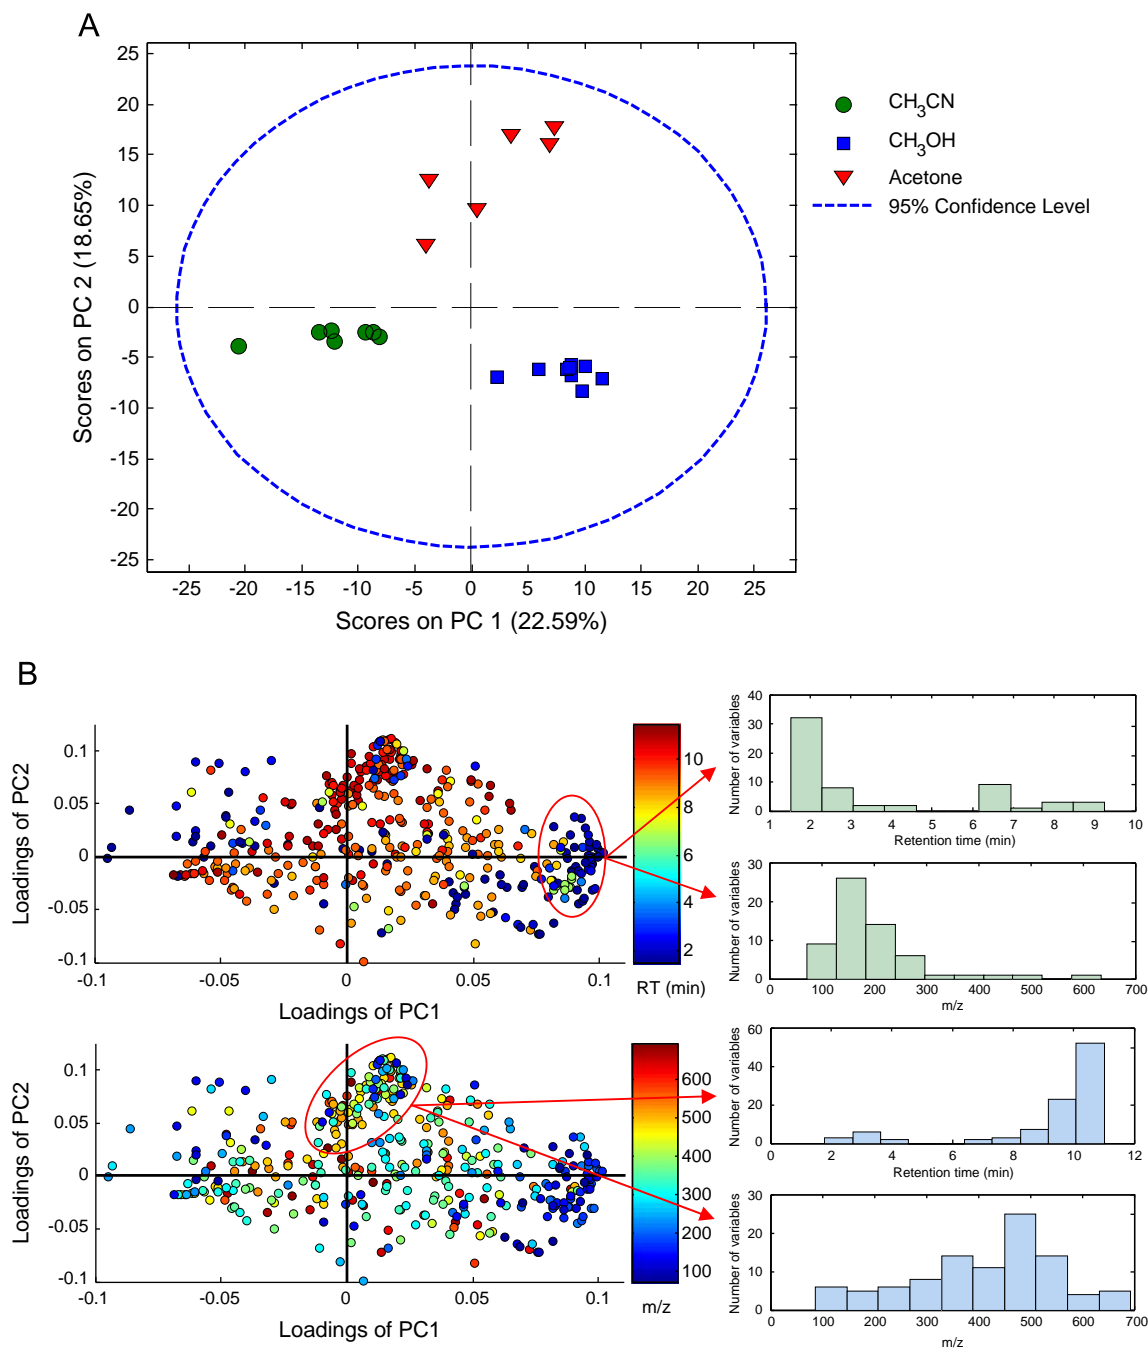 A
25
20
15
10
5
0
-5
-10
-15
-20
-25
-25 -20 -15 -10 -5 0 5 10 15 20 25
Scores on PC 2 (18.65%)
Scores on PC 1 (22.59%)
CH3CN
CH3OH
Acetone
95% Confidence Level
B
0.1
0.05
0
-0.05
-0.1
-0.1 -0.05 0 0.05 0.1
Loadings of PC2
Loadings of PC1
10
8
6
4
2
RT (min)
40
30
20
10
0
1 2 3 4 5 6 7 8 9 10
Number of variables
Retention time (min)
30
20
10
0
0 100 200 300 400 500 600 700
Number of variables
m/z
0.1
0.05
0
-0.05
-0.1
-0.1 -0.05 0 0.05 0.1
Loadings of PC2
Loadings of PC1
600
500
400
300
200
100
m/z
60
40
20
0
0 2 4 6 8 10 12
Number of variables
Retention time (min)
30
20
10
0
0 100 200 300 400 500 600 700
Number of variables
m/z